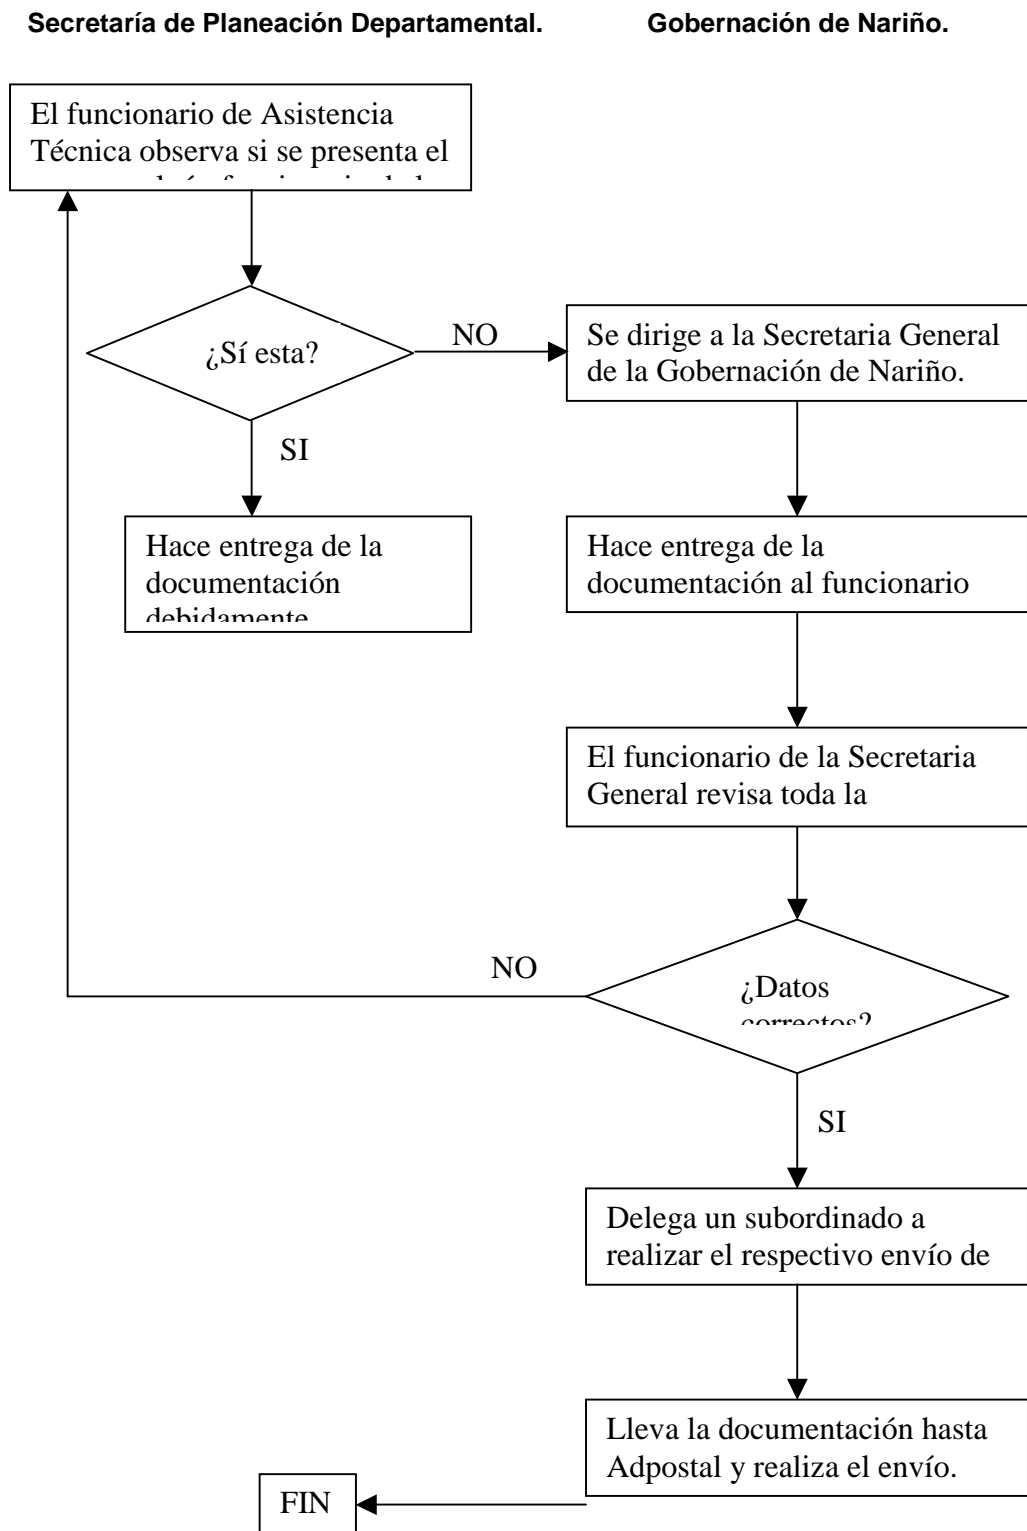 Secretaría de Planeación Departamental.
Gobernación de Nariño.
El funcionario de Asistencia
Técnica observa si se presenta el
¿Sí esta?
NO
Se dirige a la Secretaria General
de la Gobernación de Nariño.
SI
Hace entrega de la
documentación
debidamente
Hace entrega de la
documentación al funcionario
El funcionario de la Secretaria
General revisa toda la
NO
¿Datos
correctos?
SI
Delega un subordinado a
realizar el respectivo envío de
Lleva la documentación hasta
Adpostal y realiza el envío.
FIN